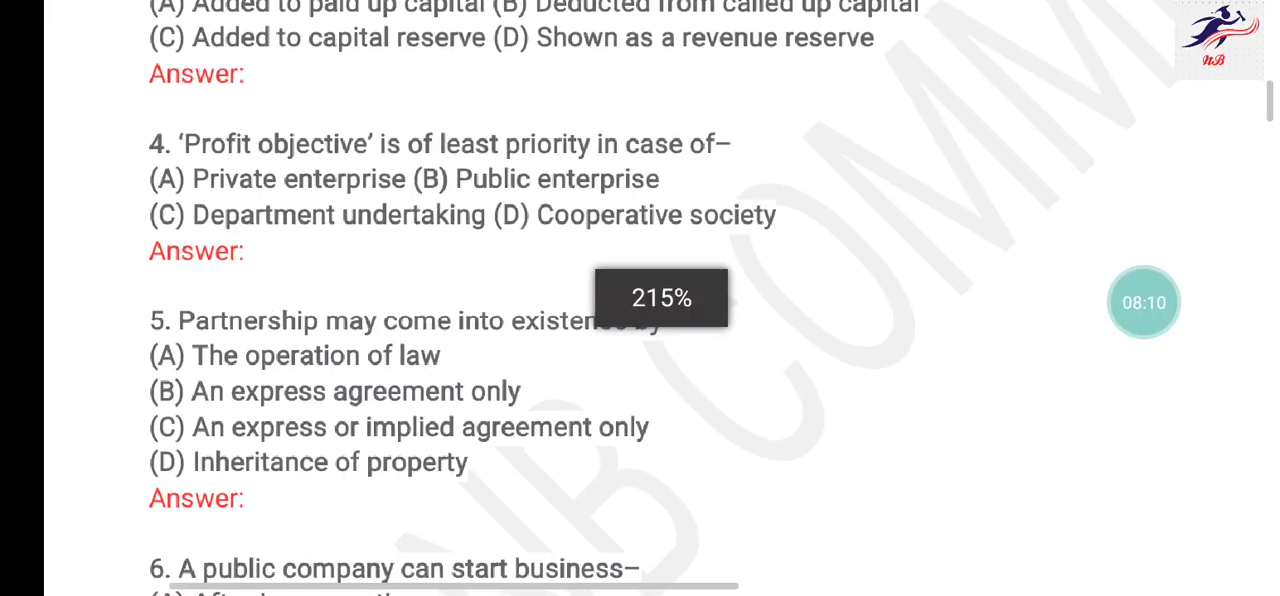 (A) Added to paid up capital (B) Deducted from called up capital
(C) Added to capital reserve (D) Shown as a revenue reserve
Answer:
NB
4. ‘Profit objective’ is of least priority in case of–
(A) Private enterprise (B) Public enterprise
(C) Department undertaking (D) Cooperative society
Answer:
215%
08:10
5. Partnership may come into existence by
(A) The operation of law
(B) An express agreement only
(C) An express or implied agreement only
(D) Inheritance of property
Answer:
6. A public company can start business–
NB COMM